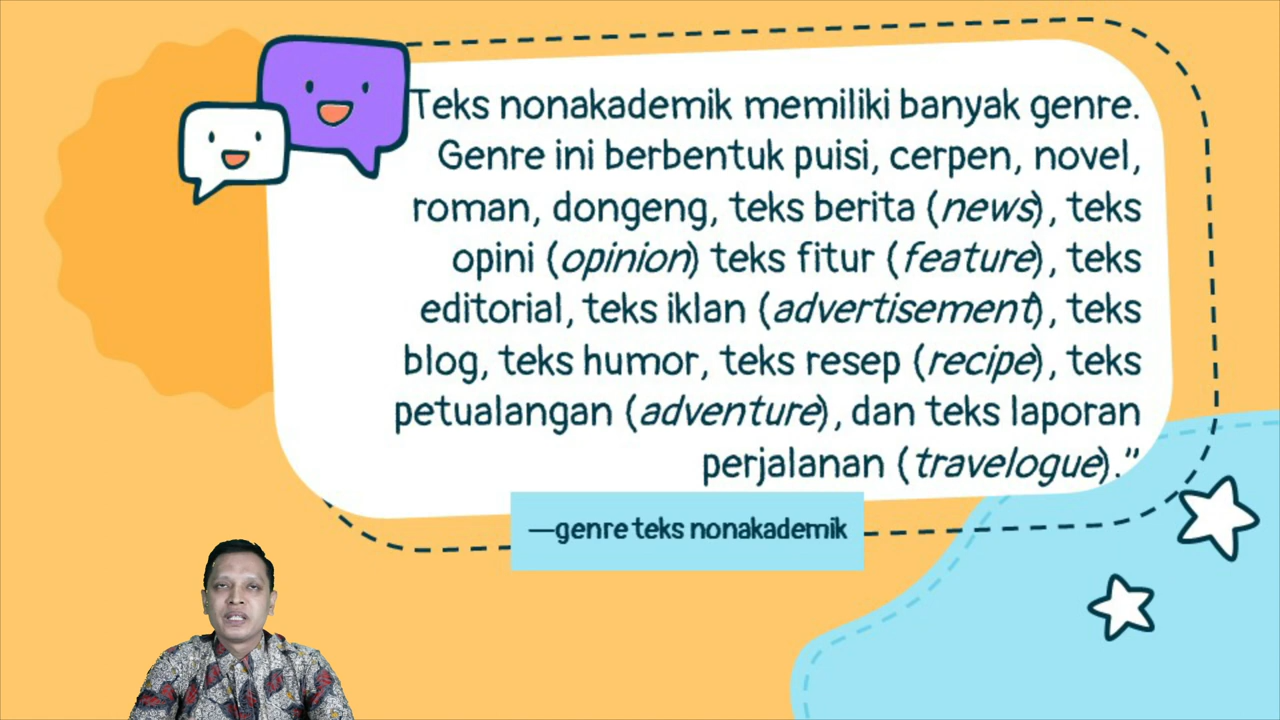 Teks nonakademik memiliki banyak genre.
Genre ini berbentuk puisi, cerpen, novel,
roman, dongeng, teks berita (news), teks
opini (opinion) teks fitur (feature), teks
editorial, teks iklan (advertisement), teks
blog, teks humor, teks resep (recipe), teks
petualangan (adventure), dan teks laporan
perjalanan (travelogue).”
—genre teks nonakademik